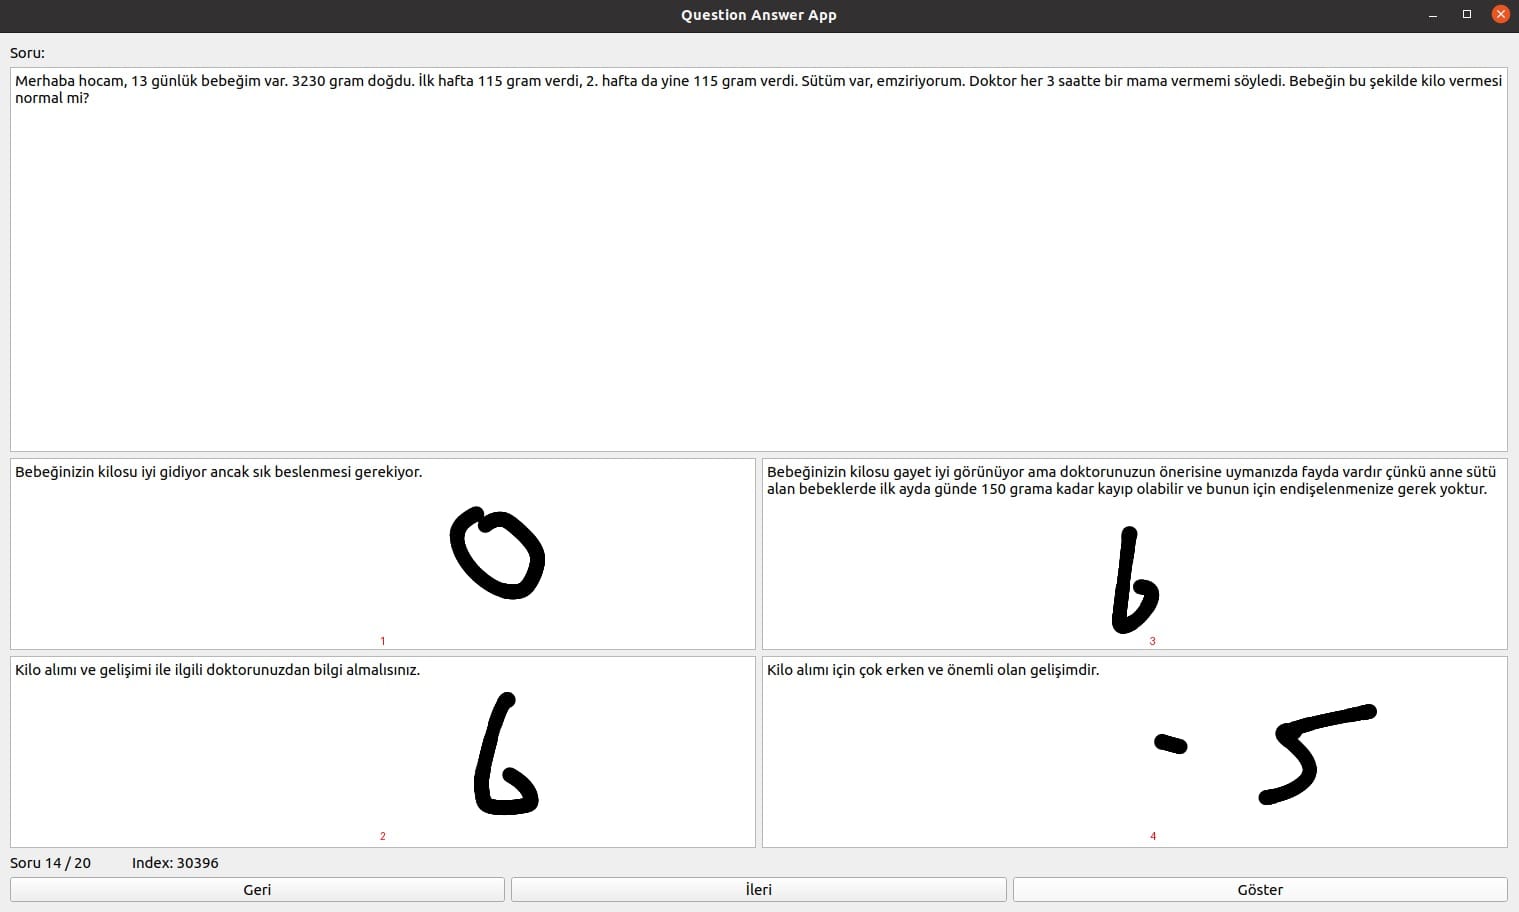 Question Answer App
Soru:
Merhaba hocam, 13 günlük bebeğim var. 3230 gram doğdu. İlk hafta 115 gram verdi, 2. hafta da yine 115 gram verdi. Sütüm var, emziriyorum. Doktor her 3 saatte bir mama vermemi söyledi. Bebeğin bu şekilde kilo vermesi
normal mi?
Bebeğinizin kilosu iyi gidiyor ancak sık beslenmesi gerekiyor.
0
1
Bebeğinizin kilosu gayet iyi görünüyor ama doktorunuzun önerisine uymanızda fayda vardır çünkü anne sütü
alan bebeklerde ilk ayda günde 150 grama kadar kayıp olabilir ve bunun için endişelenmenize gerek yoktur.
6
3
Kilo alımı ve gelişimi ile ilgili doktorunuzdan bilgi almalısınız.
6
2
Kilo alımı için çok erken ve önemli olan gelişimdir.
- 5
4
Soru 14 / 20 Index: 30396
Geri İleri Göster